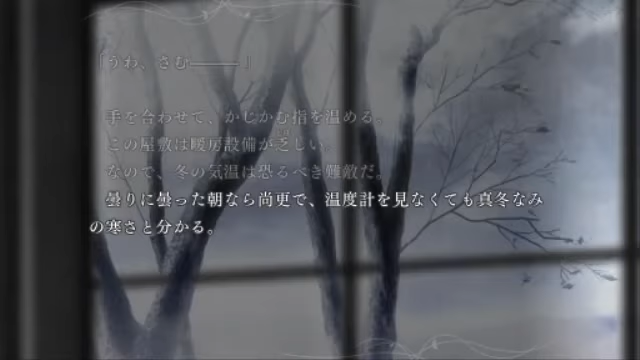 「うわ、さむ―――」
手を合わせて、かじかむ指を温める。
この屋敷は暖房設備が乏しい。
なので、冬の気温は恐るべき難敵だ。
曇りに曇った朝なら尚更で、温度計を見なくても真冬なみ
の寒さと分かる。